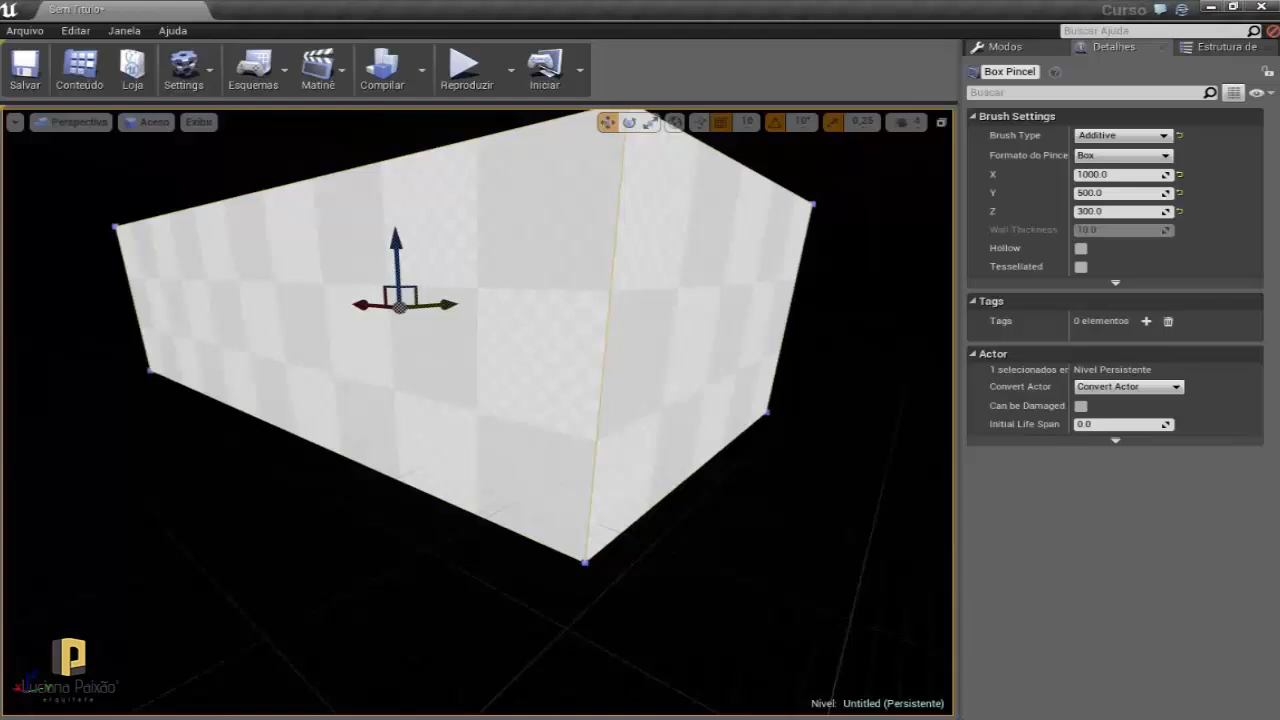 Sem Titulo*
Curso
Arquivo
Editar
Janela
Ajuda
Buscar Ajuda
Salvar
Conteúdo
Loja
Settings
Esquemas
Matinê
Compilar
Reproduzir
Iniciar
Modos
Detalhes
Estrutura de
Box Pincel
Buscar
Perspectiva
Aceso
Exibir
10
10°
0,25
4
Brush Settings
Brush Type
Additive
Formato do Pince
Box
X
1000.0
Y
500.0
Z
300.0
Wall Thickness
10.0
Hollow
Tessellated
Tags
Tags
0 elementos
Actor
1 selecionados er
Nível Persistente
Convert Actor
Convert Actor
Can be Damaged
Initial Life Span
0.0
Luciana Paixão
arquiteta
Nível: Untitled (Persistente)